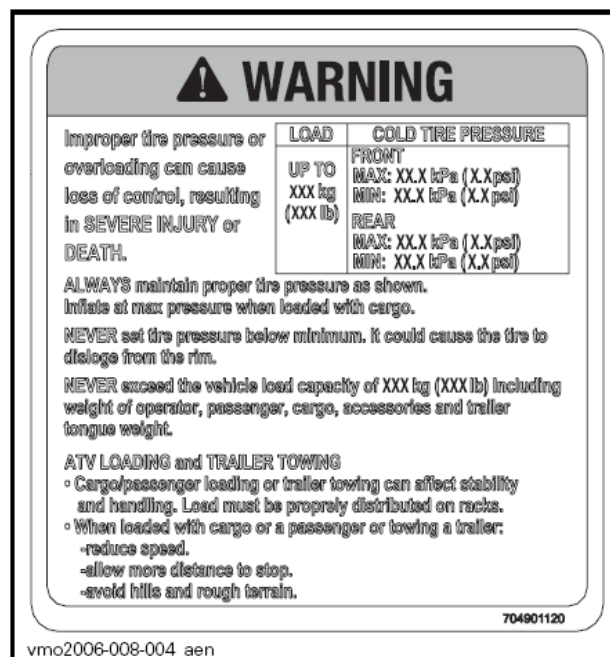 WARNING
Improper tire pressure or
overloading can cause
loss of control, resulting
in SEVERE INJURY or
DEATH.
LOAD COLD TIRE PRESSURE
UP TO
XXX kg
(XXX lb)
FRONT
MAX: XX.X kPa (X.Xpsi)
MIN: XX.X kPa (X.Xpsi)
REAR
MAX: XX.X kPa (X.Xpsi)
MIN: XX.X kPa (X.Xpsi)
ALWAYS maintain proper tire pressure as shown.
Inflate at max pressure when loaded with cargo.
NEVER set tire pressure below minimum. It could cause the tire to
disloge from the rim.
NEVER exceed the vehicle load capacity of XXX kg (XXX lb) including
weight of operator, passenger, cargo, accessories and trailer
tongue weight.
ATV LOADING and TRAILER TOWING
• Cargo/passenger loading or trailer towing can affect stability
and handling. Load must be proprely distributed on racks.
• When loaded with cargo or a passenger or towing a trailer:
-reduce speed.
-allow more distance to stop.
-avoid hills and rough terrain.
704901120
vmo2006-008-004_aen